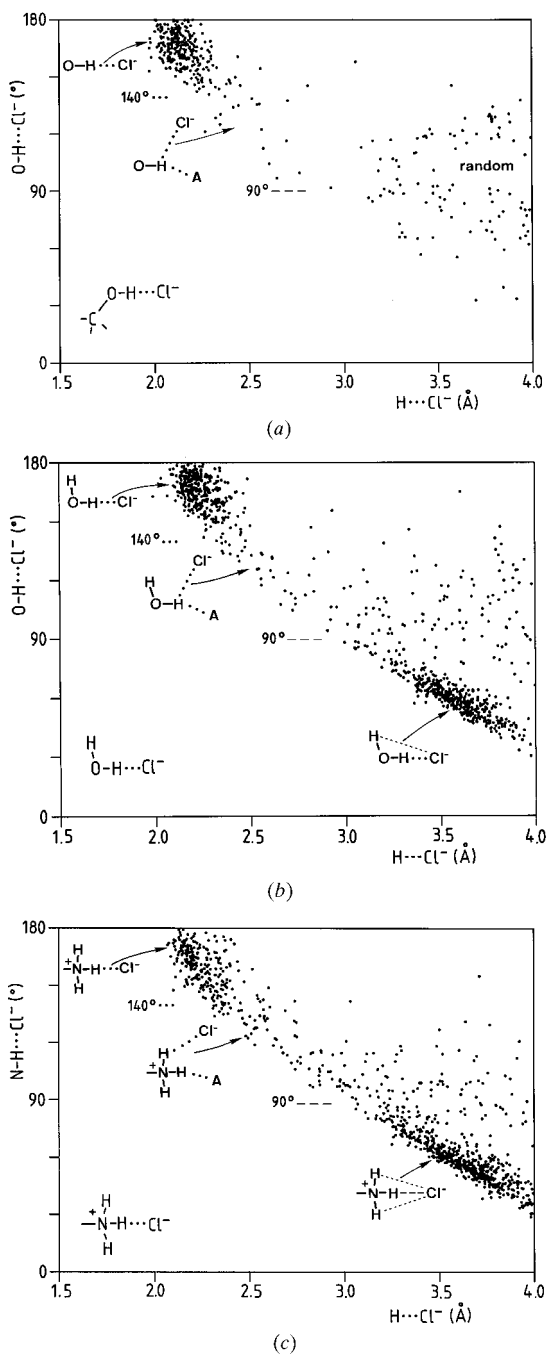 180
O–H···Cl⁻
140°
Cl⁻
O–H
A
random
90
90°
O–H···Cl⁻
C
0
1.5 2.0 2.5 3.0 3.5 4.0
O–H···Cl⁻ (°)
H···Cl⁻ (Å)
(a)
180
H
O–H···Cl⁻
140°
Cl⁻
H
O–H
A
90
90°
H
O–H···Cl⁻
H
O–H···Cl⁻
0
1.5 2.0 2.5 3.0 3.5 4.0
O–H···Cl⁻ (°)
H···Cl⁻ (Å)
(b)
180
H
+
–N–H···Cl⁻
H
140°
Cl⁻
H
+
–N–H
A
H
90
90°
H
+
–N–H–––Cl⁻
H
H
+
–N–H···Cl⁻
H
0
1.5 2.0 2.5 3.0 3.5 4.0
N–H···Cl⁻ (°)
H···Cl⁻ (Å)
(c)